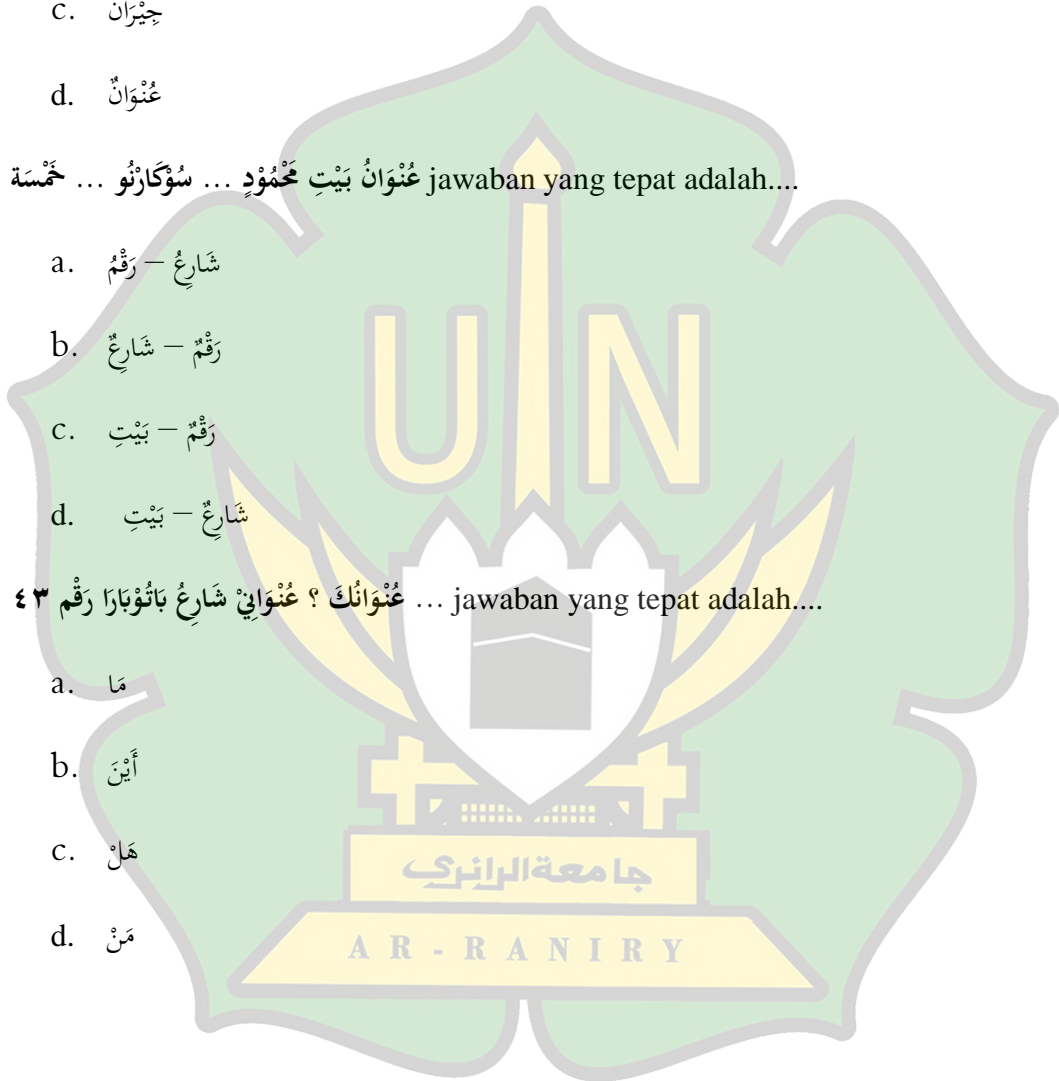 c. جِيْرَانٌ
d. عُنْوَانٌ
عُنْوَانُ بَيْتِ مَحْمُوْدٍ ... سُوْكَارْنُو ... خَمْسَة jawaban yang tepat adalah....
a. شَارِعُ – رَقْمُ
b. رَقْمٌ – شَارِعٌ
c. رَقْمٌ – بَيْتِ
d. شَارِعٌ – بَيْتِ
... عُنْوَانُكَ ؟ عُنْوَانِيْ شَارِعُ بَاتُوْبَارَا رَقْم ٤٣ jawaban yang tepat adalah....
a. مَا
b. أَيْنَ
c. هَلْ
d. مَنْ
UIN
جامعة الرانري
AR-RANIRY